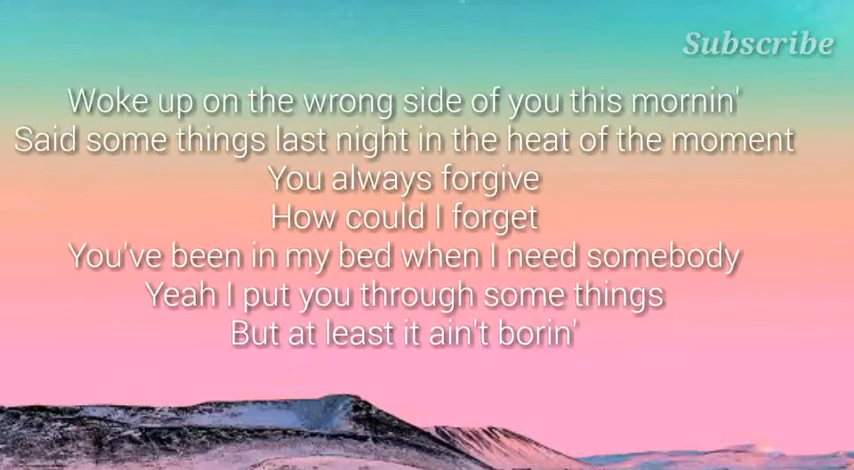 Subscribe
Woke up on the wrong side of you this mornin'
Said some things last night in the heat of the moment
You always forgive
How could I forget
You've been in my bed when I need somebody
Yeah I put you through some things
But at least it ain't borin'